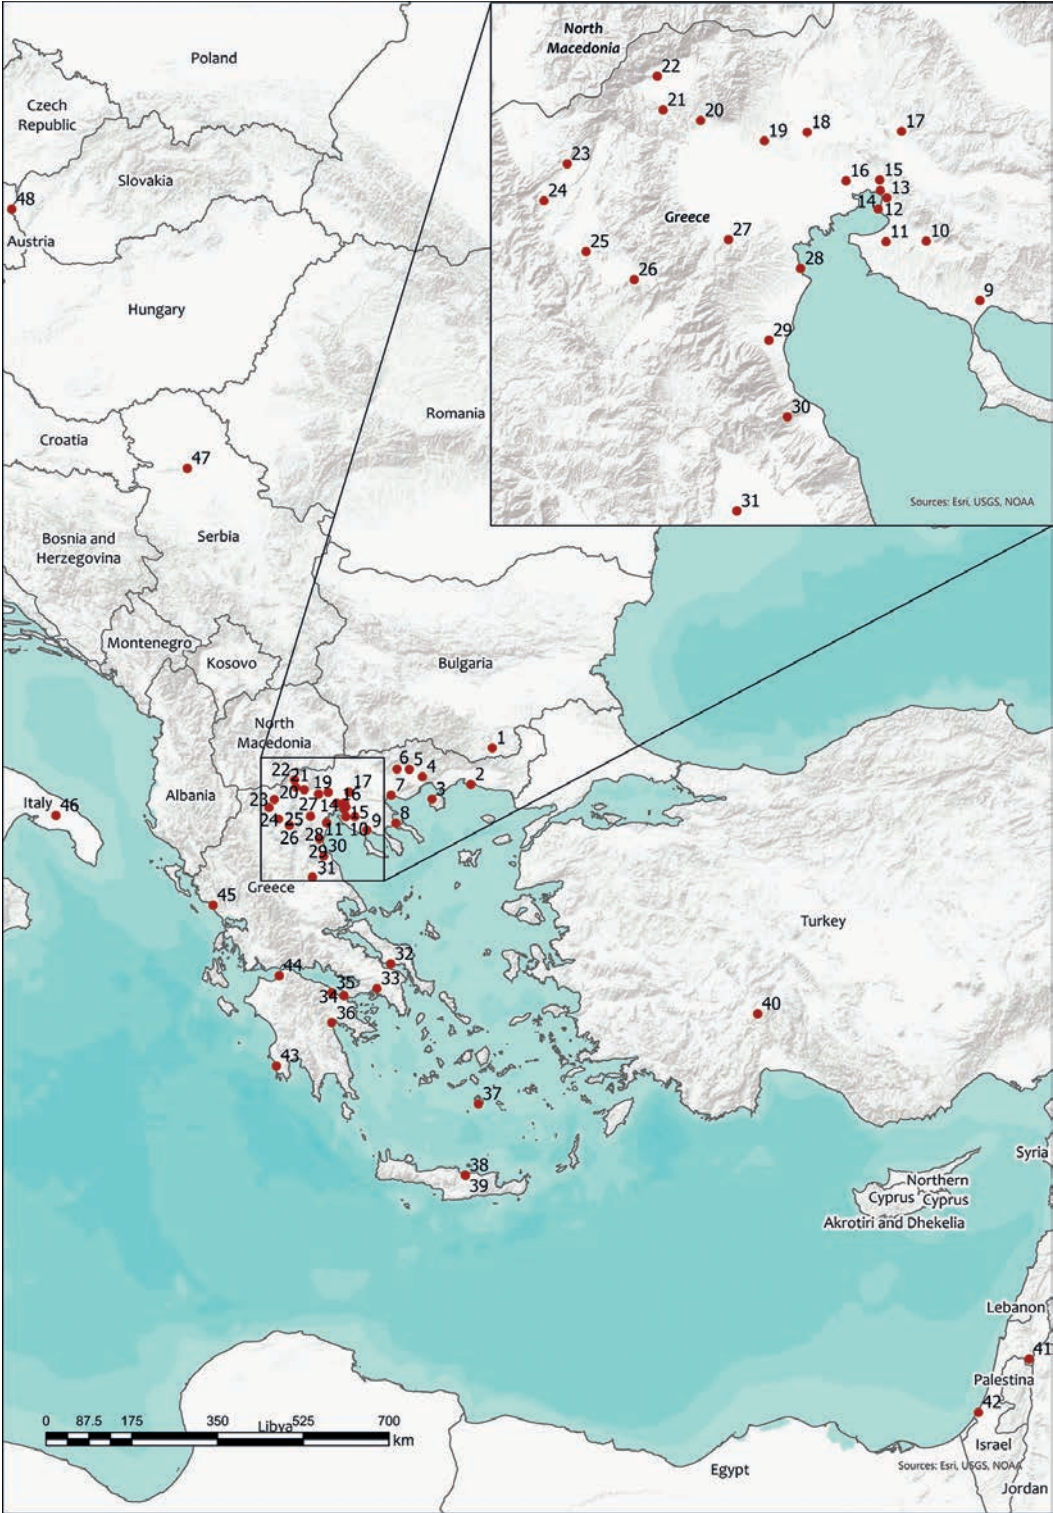 Poland
Czech
Republic
Slovakia
48
Austria
Hungary
Romania
Croatia
47
Bosnia and
Herzegovina
Serbia
Montenegro
Kosovo
Bulgaria
North
Macedonia
Albania
Italy
46
North
Macedonia
22
21
20
19
18
17
23
24
16
15
13
14
12
Greece
11
10
27
25
26
28
9
29
30
31
Sources: Esri, USGS, NOAA
1
2
3
4
5
6
7
8
22
21
20
19
17
16
23
27
14
15
9
24
25
11
10
26
28
30
29
31
Greece
45
Turkey
32
44
35
33
34
36
40
43
37
38
39
Syria
Northern
Cyprus
Cyprus
Akrotiri and Dhekelia
Lebanon
41
Palestina
42
Israel
Sources: Esri, USGS, NOAA
Jordan
Egypt
Libya
0 87.5 175 350 525 700
km